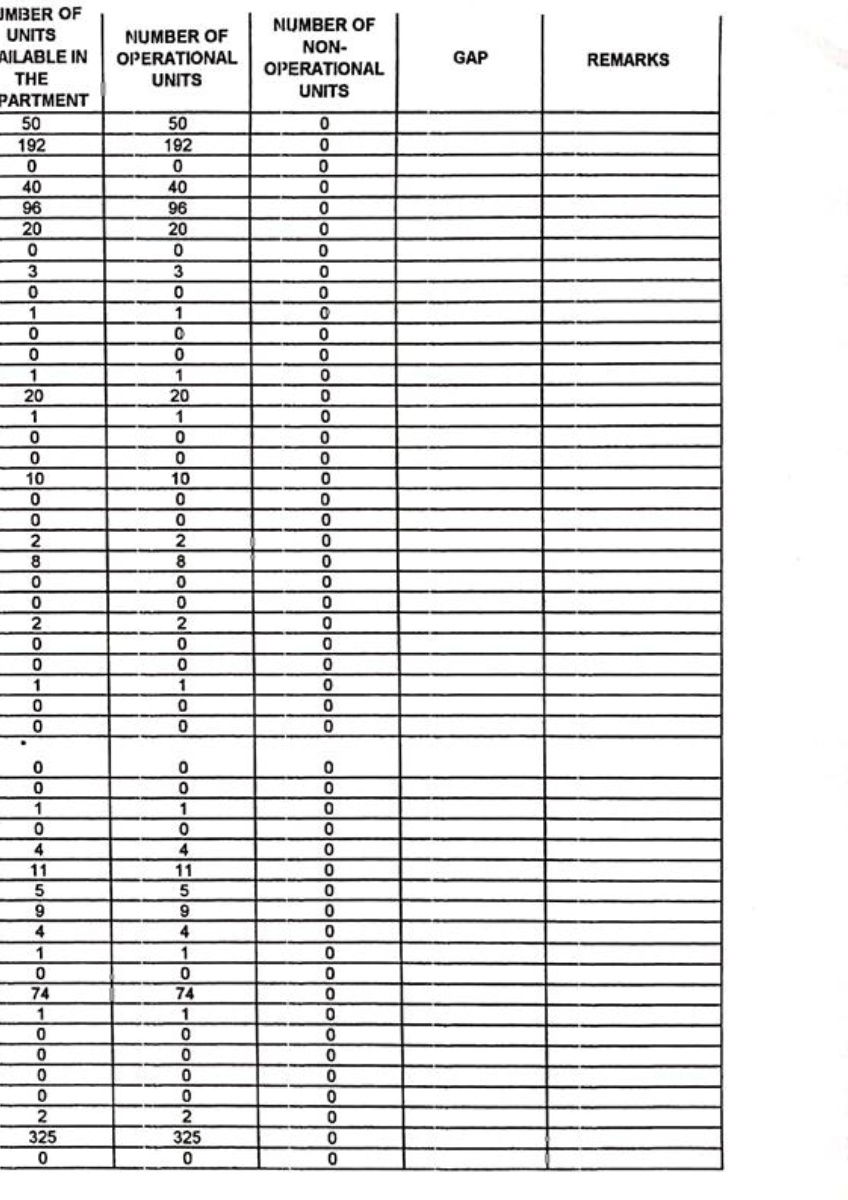 UMBER OF
UNITS
AILABLE IN
THE
PARTMENT
NUMBER OF
OPERATIONAL
UNITS
NUMBER OF
NON-
OPERATIONAL
UNITS
GAP
REMARKS
50 50 0
192 192 0
0 0 0
40 40 0
96 96 0
20 20 0
0 0 0
3 3 0
0 0 0
1 1 0
0 0 0
0 0 0
1 1 0
20 20 0
1 1 0
0 0 0
0 0 0
10 10 0
0 0 0
0 0 0
2 2 0
8 8 0
0 0 0
0 0 0
2 2 0
0 0 0
0 0 0
1 1 0
0 0 0
0 0 0
0 0 0
0 0 0
1 1 0
0 0 0
4 4 0
11 11 0
5 5 0
9 9 0
4 4 0
1 1 0
0 0 0
74 74 0
1 1 0
0 0 0
0 0 0
0 0 0
0 0 0
2 2 0
325 325 0
0 0 0